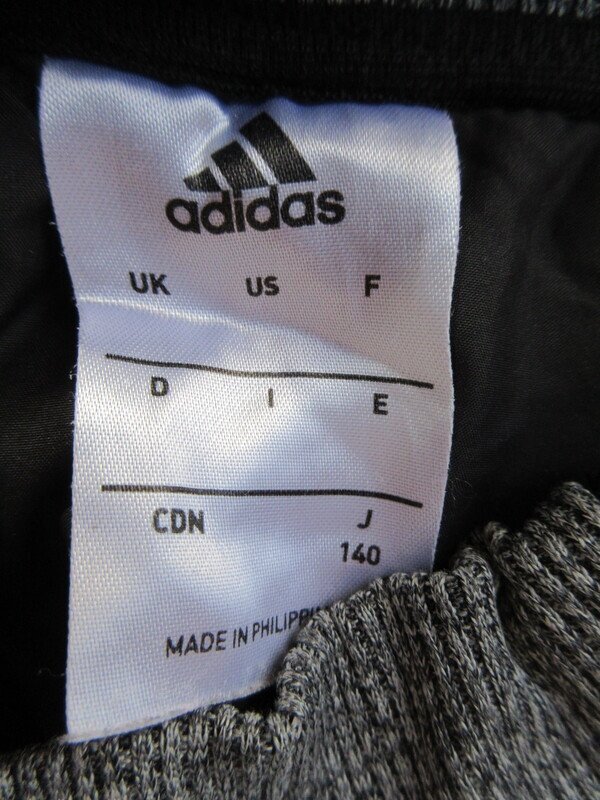 adidas
UK US F
D I E
CDN J
140
MADE IN